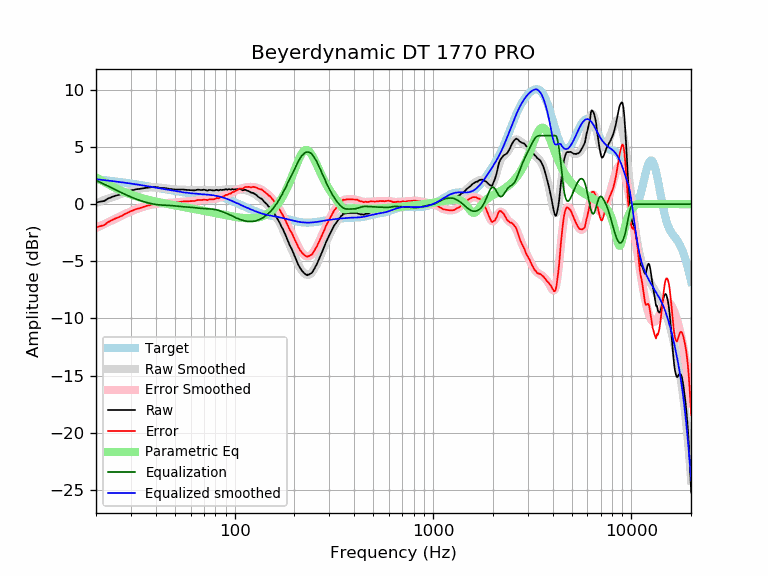 Beyerdynamic DT 1770 PRO
Amplitude (dBr)
10
5
0
−5
−10
−15
−20
−25
Target
Raw Smoothed
Error Smoothed
Raw
Error
Parametric Eq
Equalization
Equalized smoothed
100
1000
10000
Frequency (Hz)